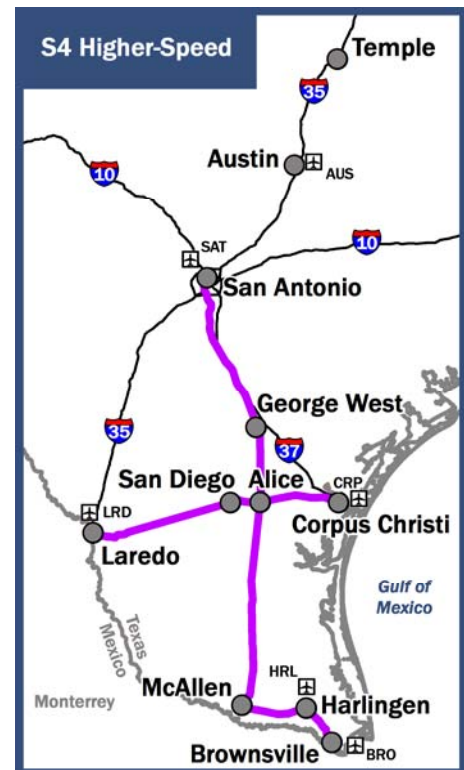 S4 Higher-Speed
Temple
35
Austin
AUS
10
SAT
10
San Antonio
George West
35
37
San Diego
Alice
CRP
LRD
Corpus Christi
Laredo
Gulf of
Mexico
Texas
Mexico
Monterrey
McAllen
HRL
Harlingen
Brownsville
BRO